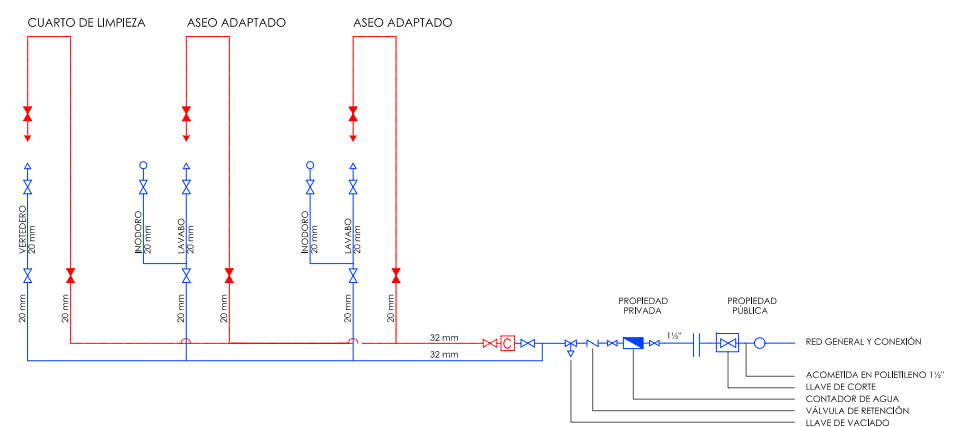 CUARTO DE LIMPIEZA
ASEO ADAPTADO
ASEO ADAPTADO
VERTEDERO
20 mm
INODORO
20 mm
LAVABO
20 mm
INODORO
20 mm
LAVABO
20 mm
20 mm
20 mm
20 mm
20 mm
20 mm
20 mm
32 mm
32 mm
C
PROPIEDAD
PRIVADA
PROPIEDAD
PÚBLICA
1½"
RED GENERAL Y CONEXIÓN
ACOMETIDA EN POLIETILENO 1½"
LLAVE DE CORTE
CONTADOR DE AGUA
VÁLVULA DE RETENCIÓN
LLAVE DE VACIADO